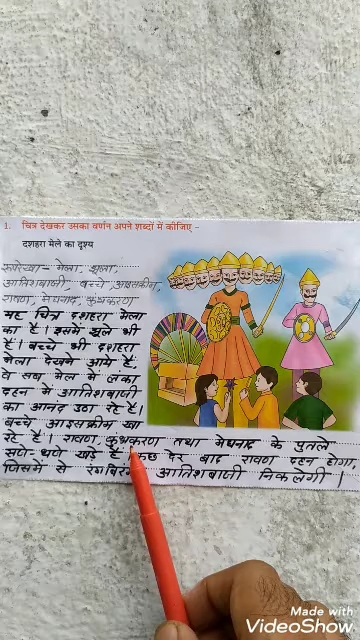 1. चित्र देखकर उसका वर्णन अपने शब्दों में कीजिए -
दशहरा मेले का दृश्य
रूपरेखा - मेला, झूला,
आतिशबाजी, बच्चे, आइसक्रीम,
रावण, मेघनाद, कुंभकरण
यह चित्र दशहरा मेला
का है। इसमें झूले भी
हैं। बच्चे भी दशहरा
मेला देखने आये हैं,
वे सब मेल में लंका
दहन में आतिशबाजी
का आनंद उठा रहे हैं।
बच्चे आइसक्रीम खा
रहे हैं। रावण, कुंभकरण तथा मेघनाद के पुतले
सजे-धजे खड़े हैं। कुछ देर बाद रावण दहन होगा,
जिसमें से रंगबिरंगी आतिशबाजी निकलेगी।
Made with
VideoShow